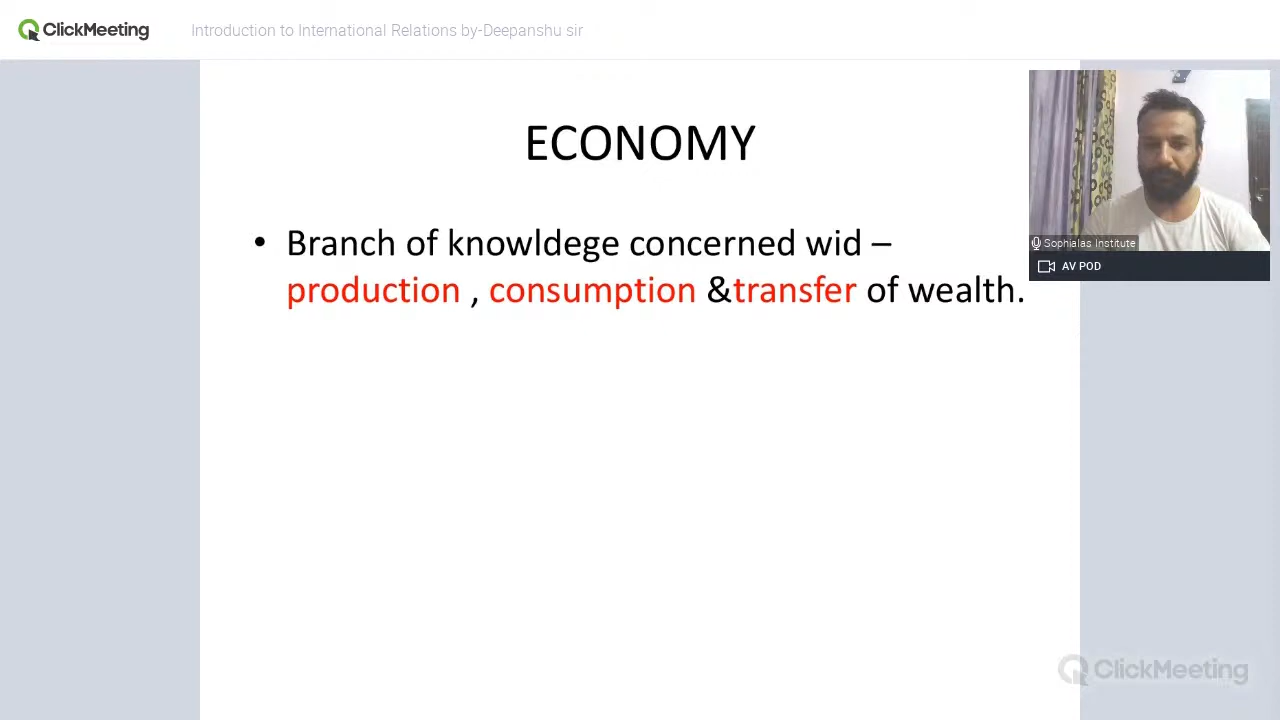 ClickMeeting
Introduction to International Relations by-Deepanshu sir
ECONOMY
• Branch of knowldege concerned wid –
production , consumption &transfer of wealth.
Sophialas Institute
AV POD
ClickMeeting